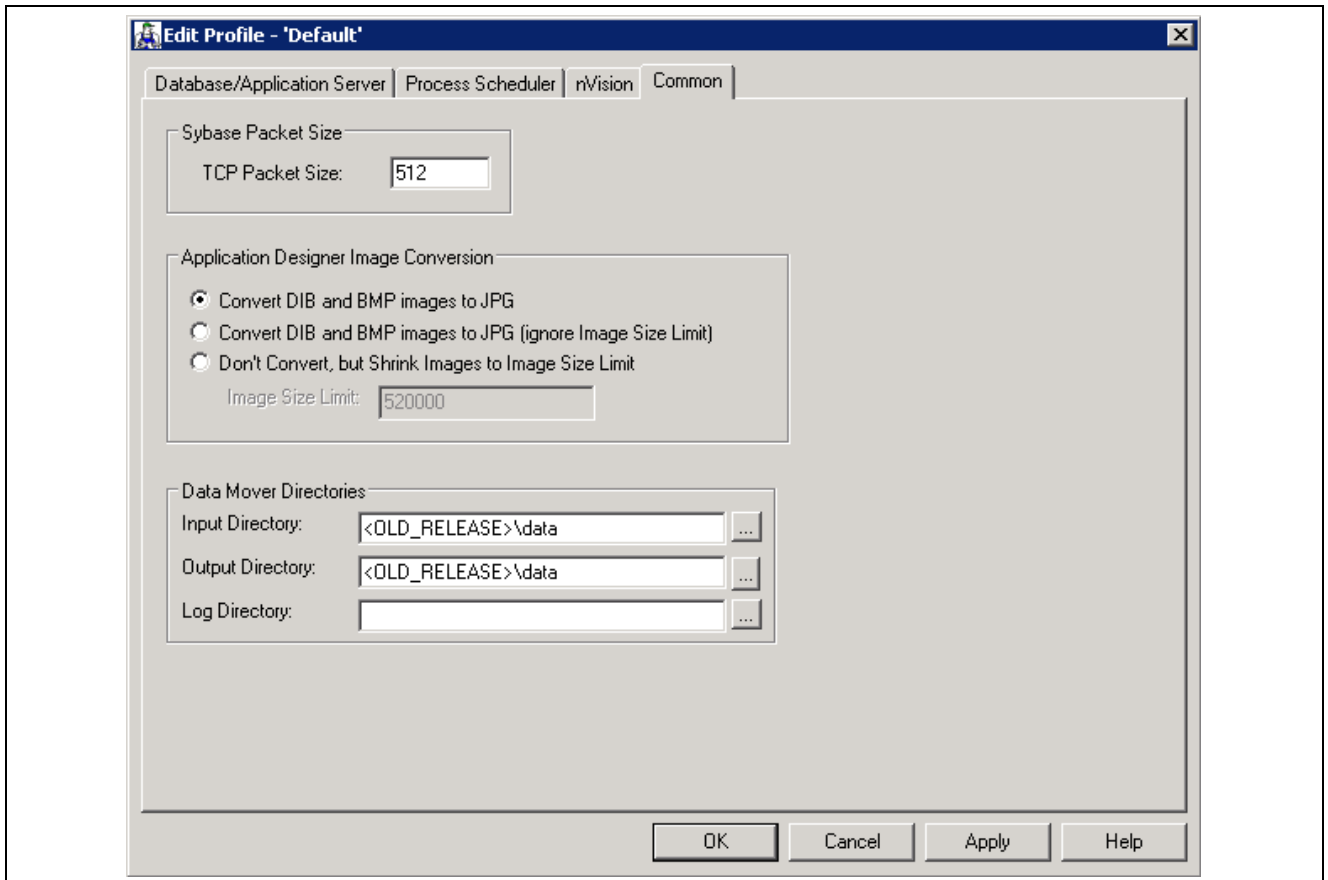 Edit Profile - 'Default'
Database/Application Server
Process Scheduler
nVision
Common
Sybase Packet Size
TCP Packet Size: 512
Application Designer Image Conversion
Convert DIB and BMP images to JPG
Convert DIB and BMP images to JPG (ignore Image Size Limit)
Don't Convert, but Shrink Images to Image Size Limit
Image Size Limit: 520000
Data Mover Directories
Input Directory: <OLD_RELEASE>\data ...
Output Directory: <OLD_RELEASE>\data ...
Log Directory: ...
OK Cancel Apply Help